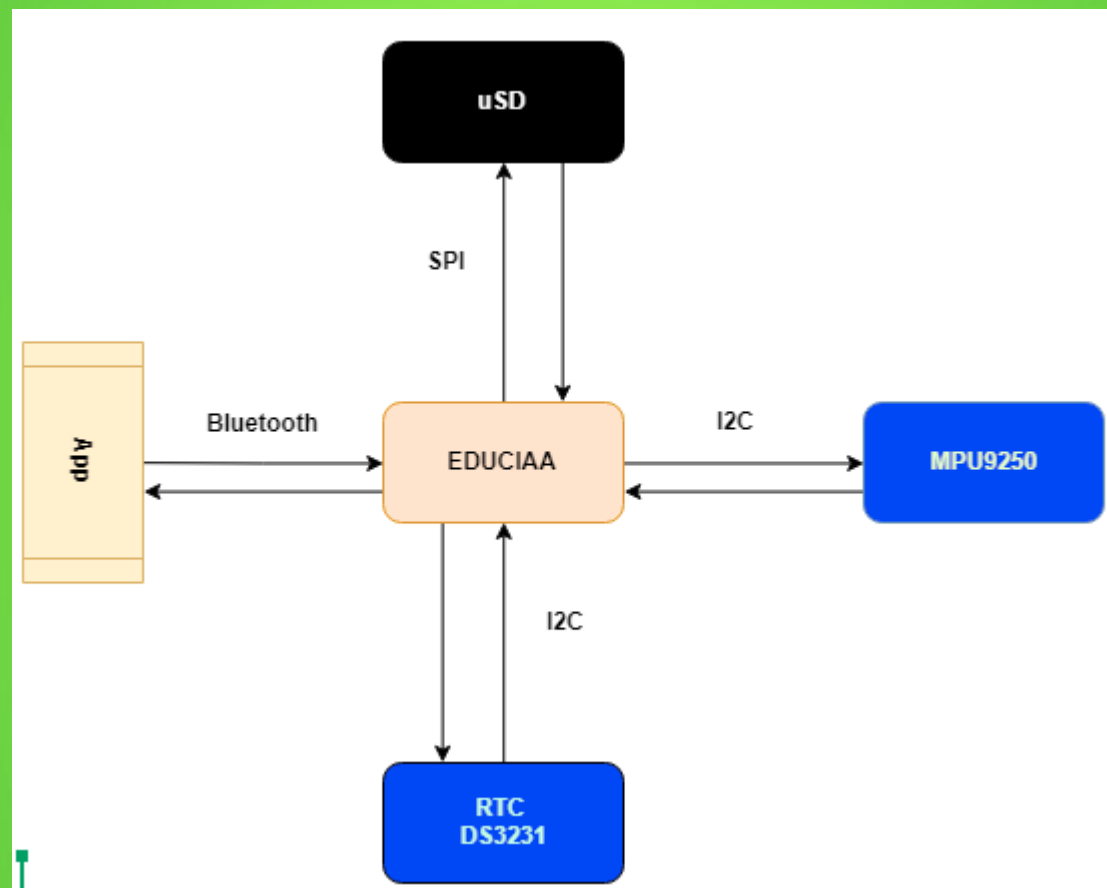 uSD
SPI
Bluetooth
I2C
App
EDUCIAA
MPU9250
I2C
RTC
DS3231